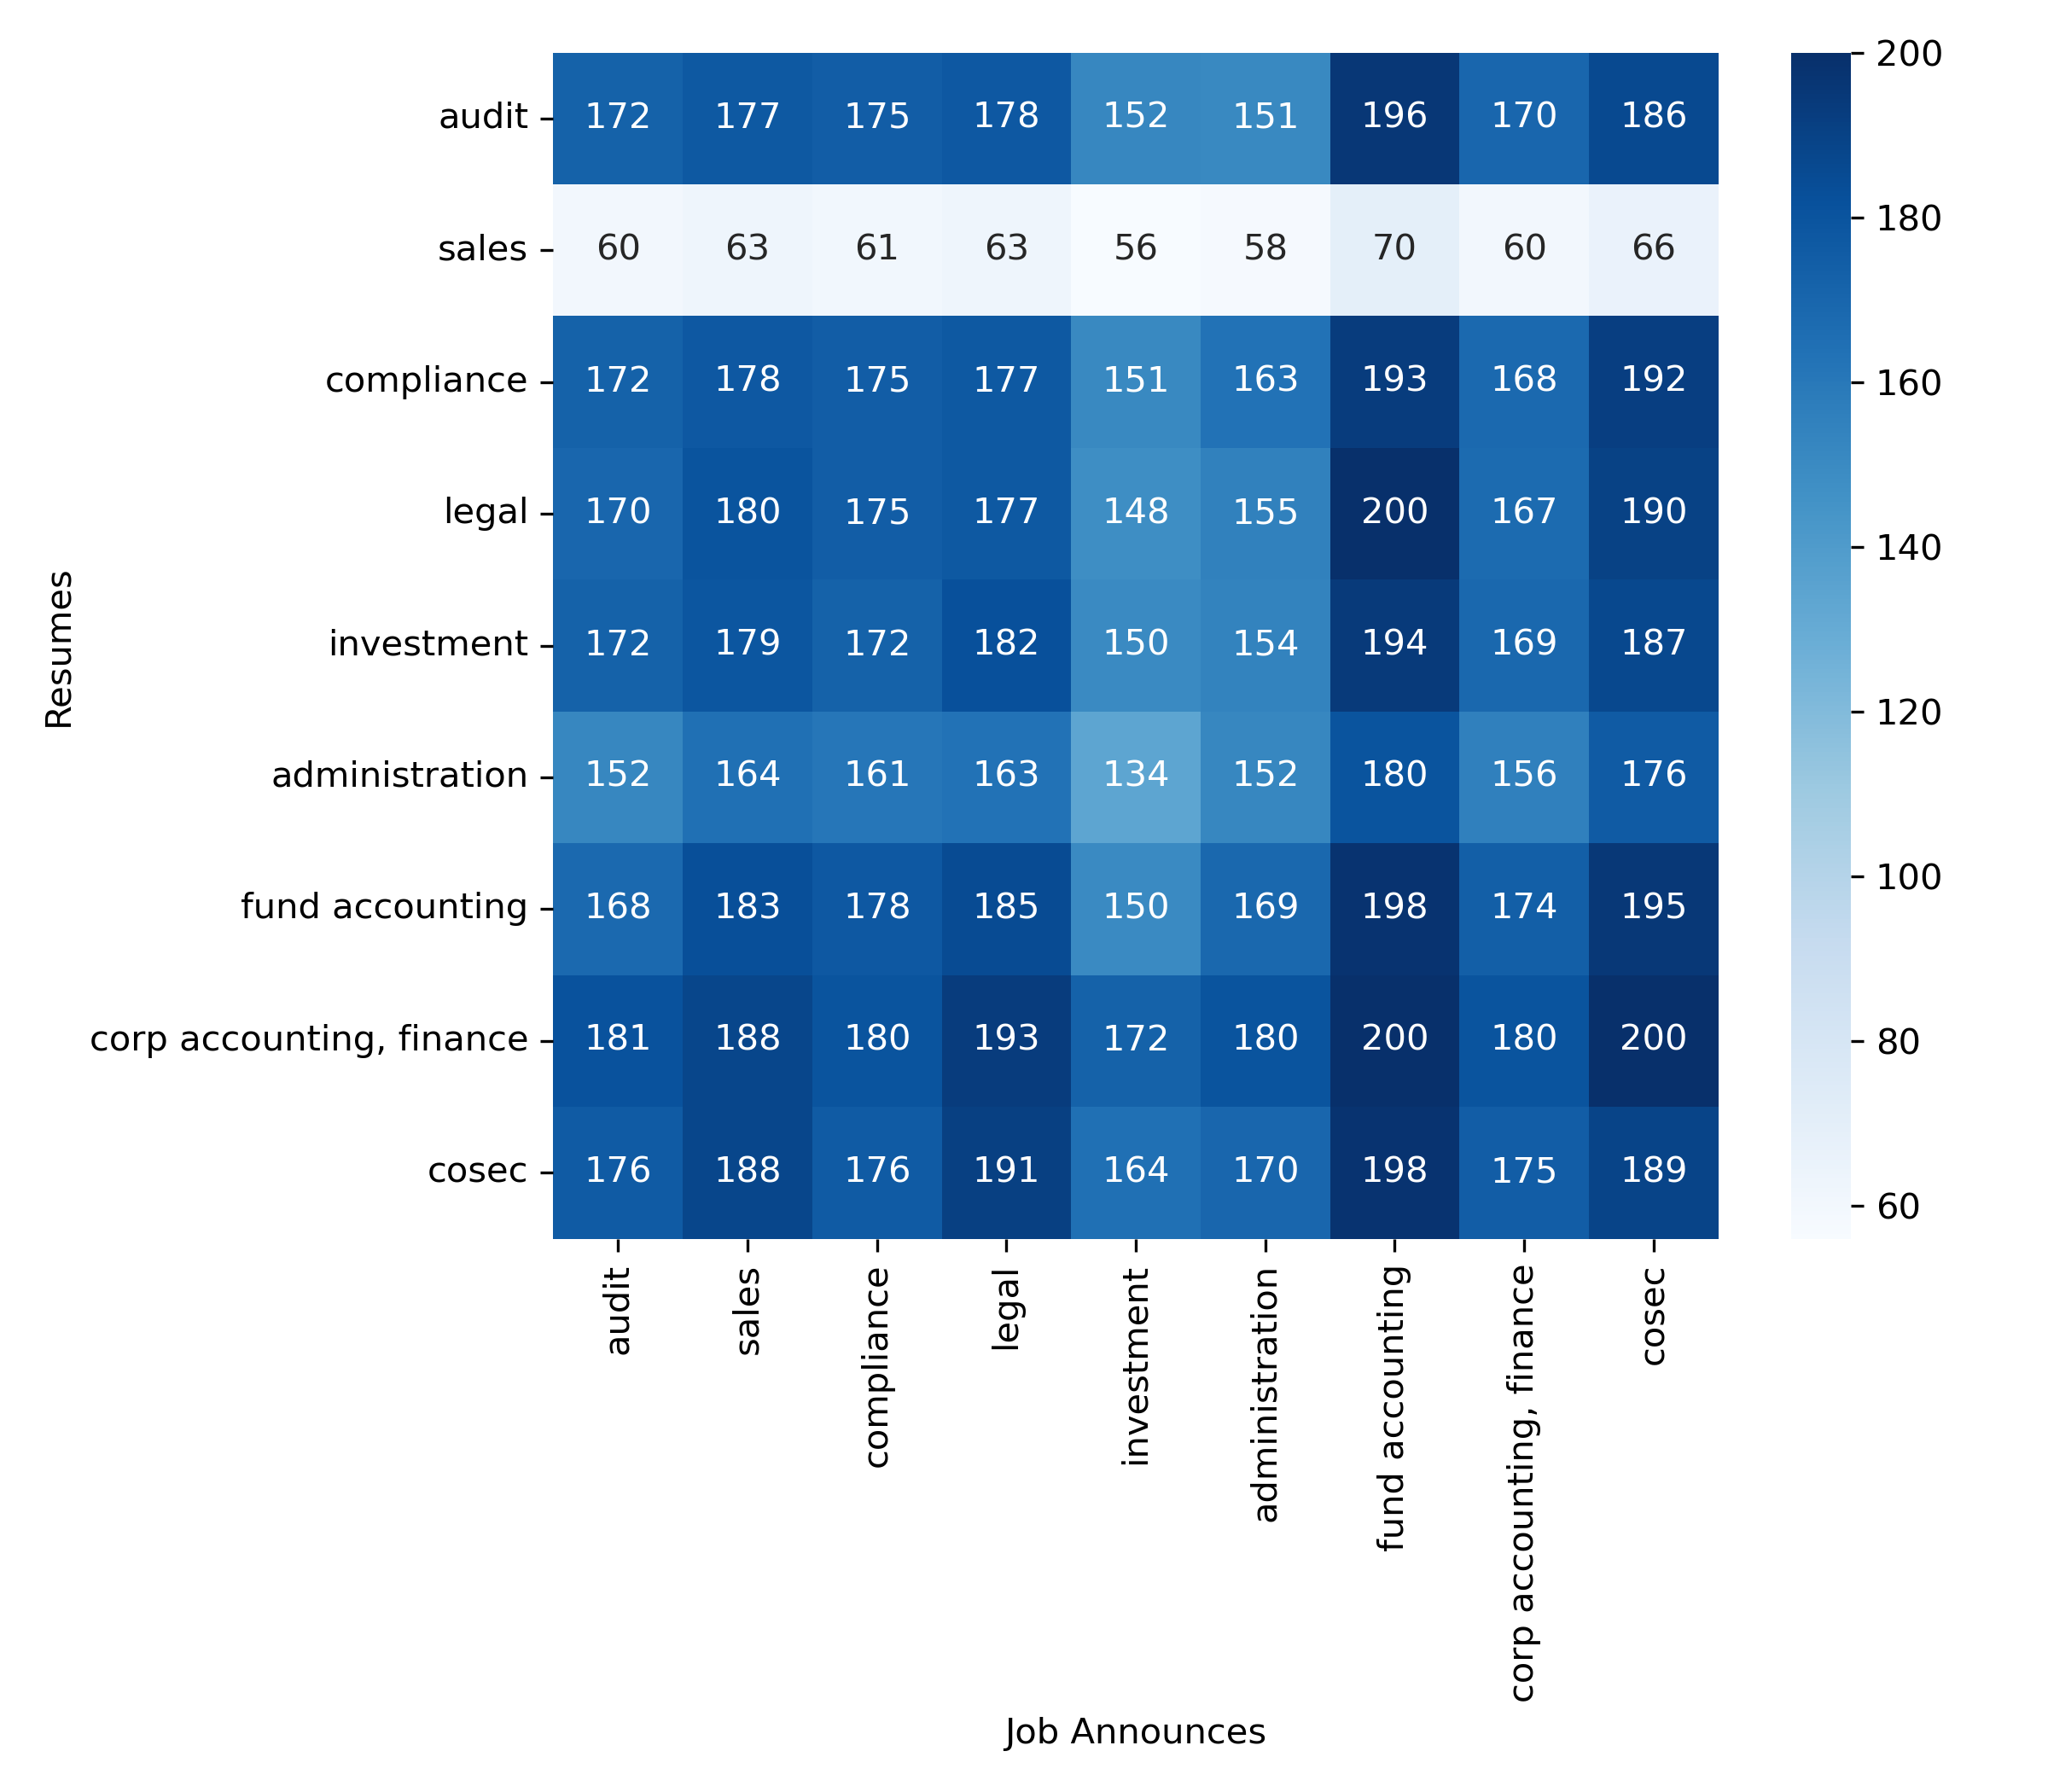 audit 172 177 175 178 152 151 196 170 186
sales 60 63 61 63 56 58 70 60 66
compliance 172 178 175 177 151 163 193 168 192
legal 170 180 175 177 148 155 200 167 190
investment 172 179 172 182 150 154 194 169 187
administration 152 164 161 163 134 152 180 156 176
fund accounting 168 183 178 185 150 169 198 174 195
corp accounting, finance 181 188 180 193 172 180 200 180 200
cosec 176 188 176 191 164 170 198 175 189
Resumes
audit
sales
compliance
legal
investment
administration
fund accounting
corp accounting, finance
cosec
Job Announces
200
180
160
140
120
100
80
60